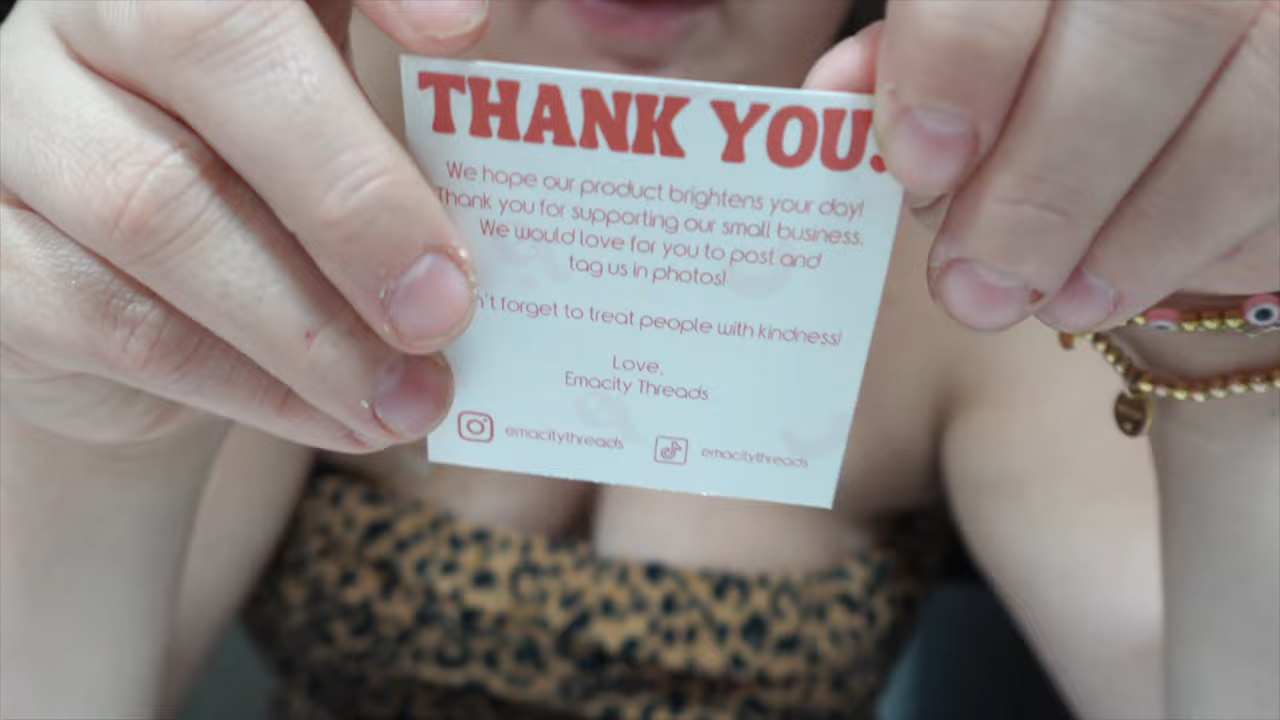 THANK YOU!
We hope our product brightens your day!
Thank you for supporting our small business.
We would love for you to post and
tag us in photos!
n't forget to treat people with kindness!
Love,
Emacity Threads
emacitythreads
emacitythreads